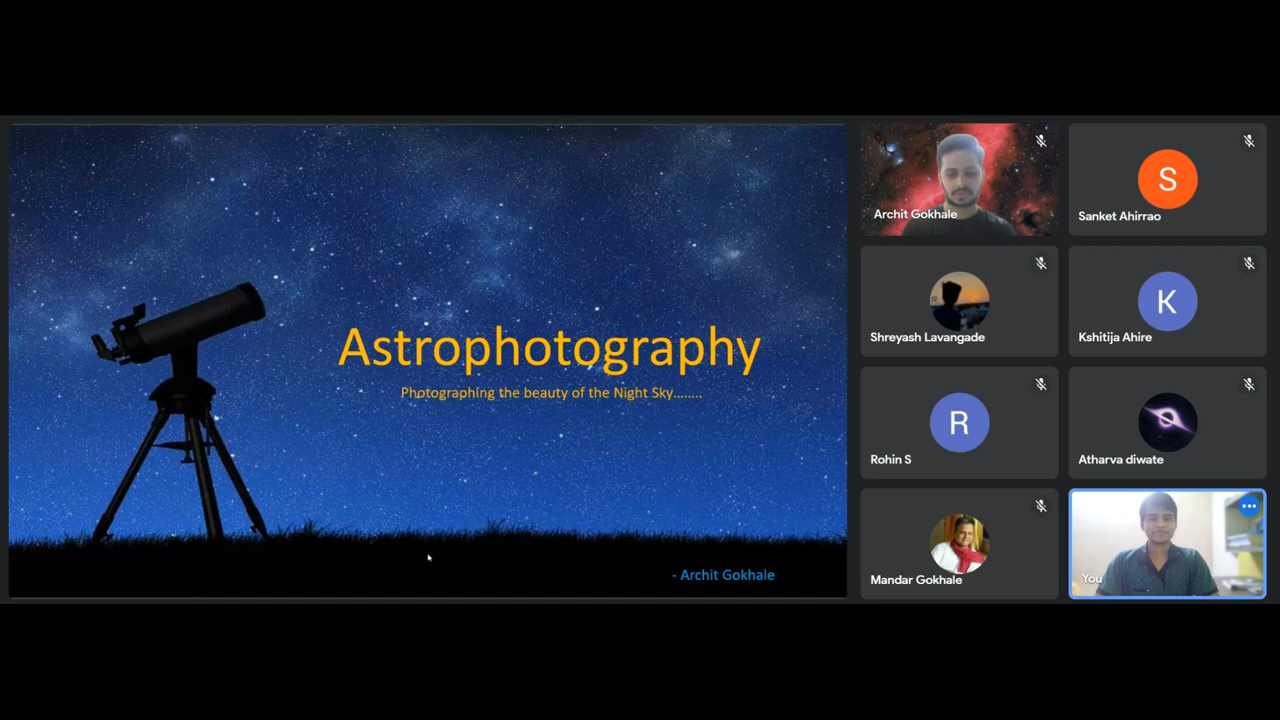 Astrophotography
Photographing the beauty of the Night Sky........
- Archit Gokhale
Archit Gokhale
S
Sanket Ahirrao
Shreyash Lavangade
K
Kshitija Ahire
R
Rohin S
Atharva diwate
Mandar Gokhale
You